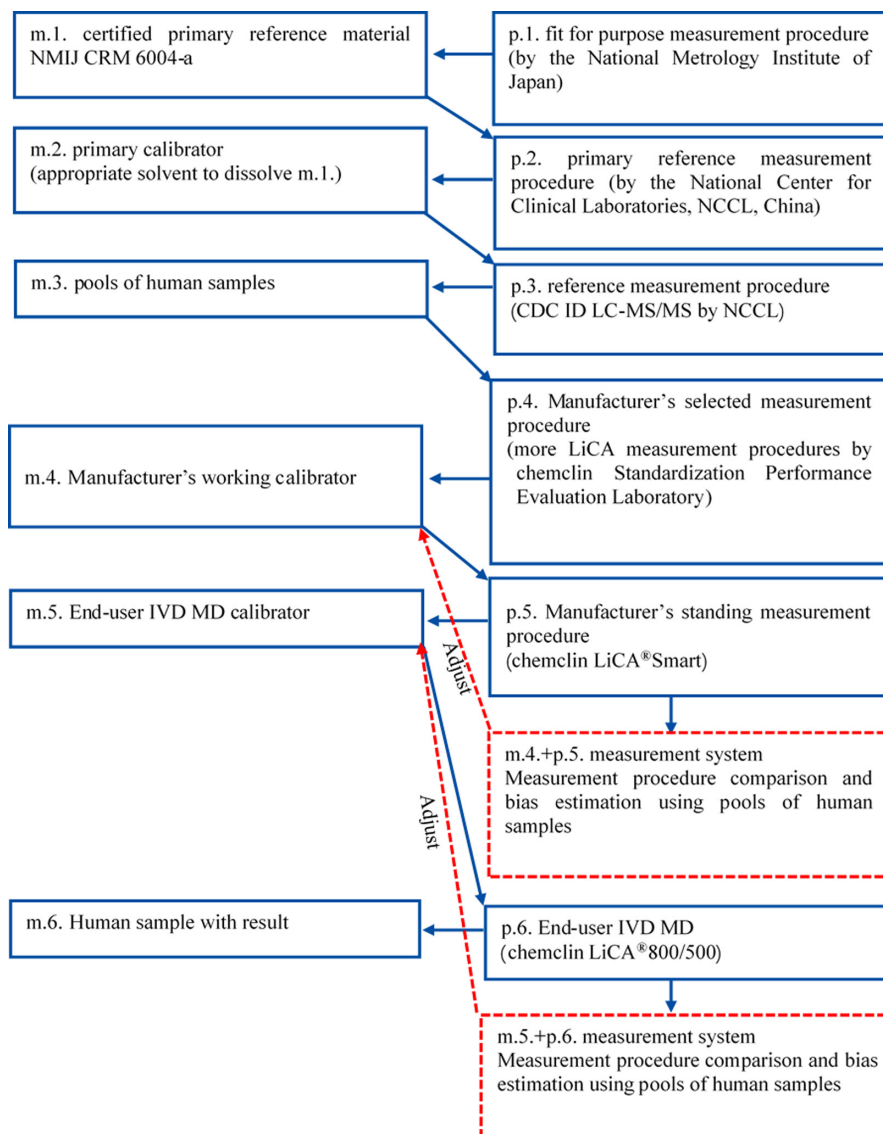 m.1. certified primary reference material
NMIJ CRM 6004-a
p.1. fit for purpose measurement procedure
(by the National Metrology Institute of
Japan)
m.2. primary calibrator
(appropriate solvent to dissolve m.1.)
p.2. primary reference measurement
procedure (by the National Center for
Clinical Laboratories, NCCL, China)
m.3. pools of human samples
p.3. reference measurement procedure
(CDC ID LC-MS/MS by NCCL)
p.4. Manufacturer’s selected measurement
procedure
(more LiCA measurement procedures by
chemclin Standardization Performance
Evaluation Laboratory)
m.4. Manufacturer’s working calibrator
m.5. End-user IVD MD calibrator
p.5. Manufacturer’s standing measurement
procedure
(chemclin LiCA®Smart)
Adjust
m.4.+p.5. measurement system
Measurement procedure comparison and
bias estimation using pools of human
samples
Adjust
m.6. Human sample with result
p.6. End-user IVD MD
(chemclin LiCA®800/500)
m.5.+p.6. measurement system
Measurement procedure comparison and bias
estimation using pools of human samples